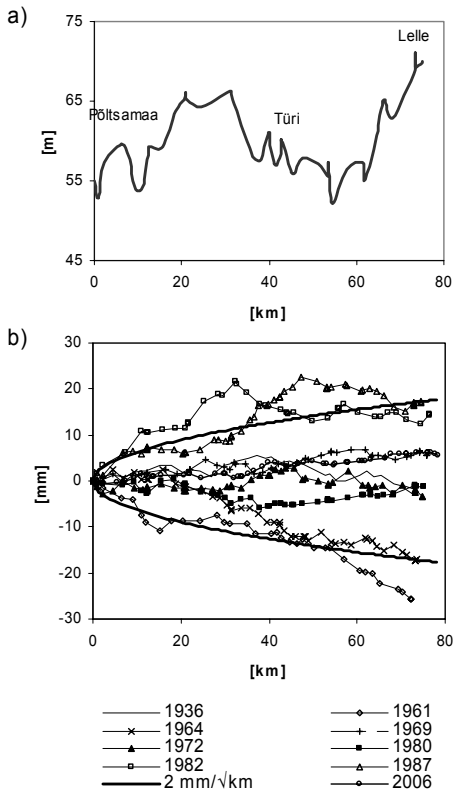 a)
75
65
55
45
[m]
Põltsamaa
Türi
Lelle
0 20 40 60 80
[km]
b)
30
20
10
0
-10
-20
-30
[mm]
0 20 40 60 80
[km]
1936 1961
1964 1969
1972 1980
1982 1987
2 mm/√km 2006